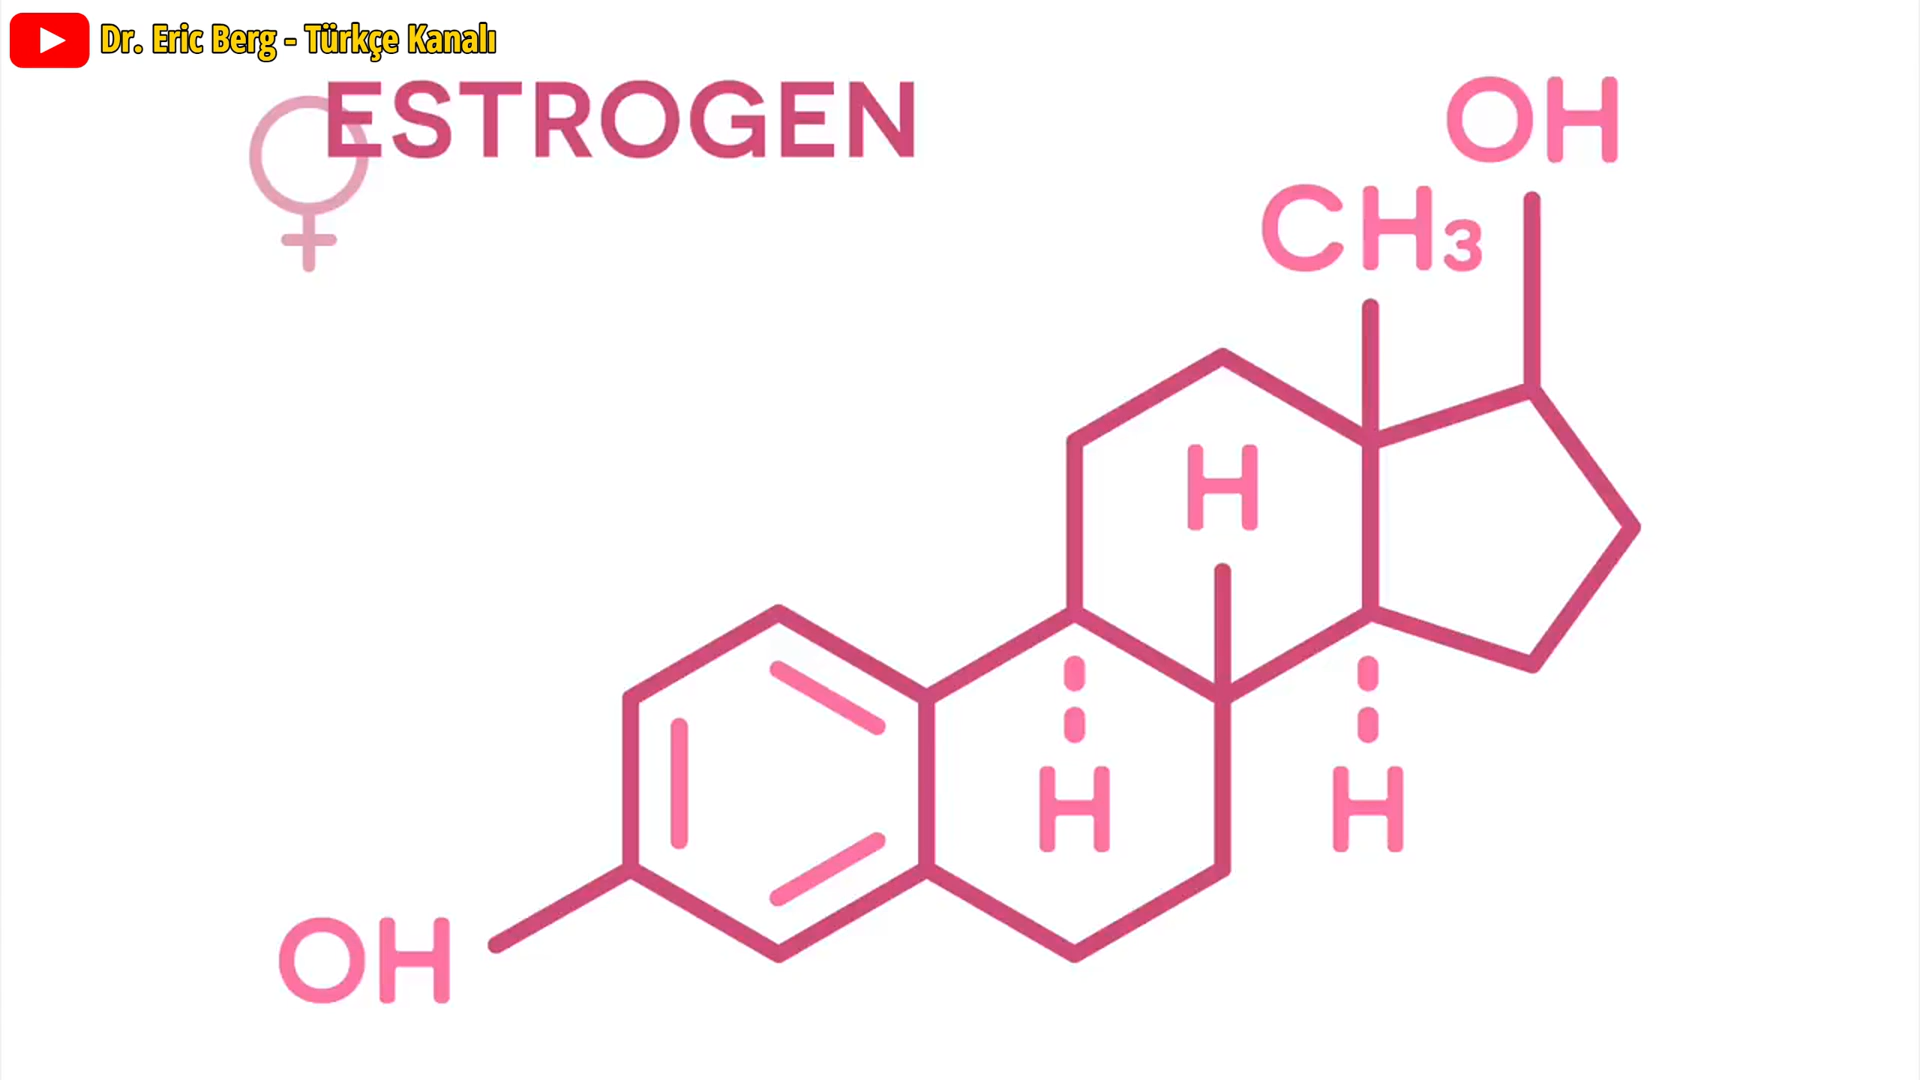 Dr. Eric Berg - Türkçe Kanalı
ESTROGEN
OH
CH3
H
H
H
OH